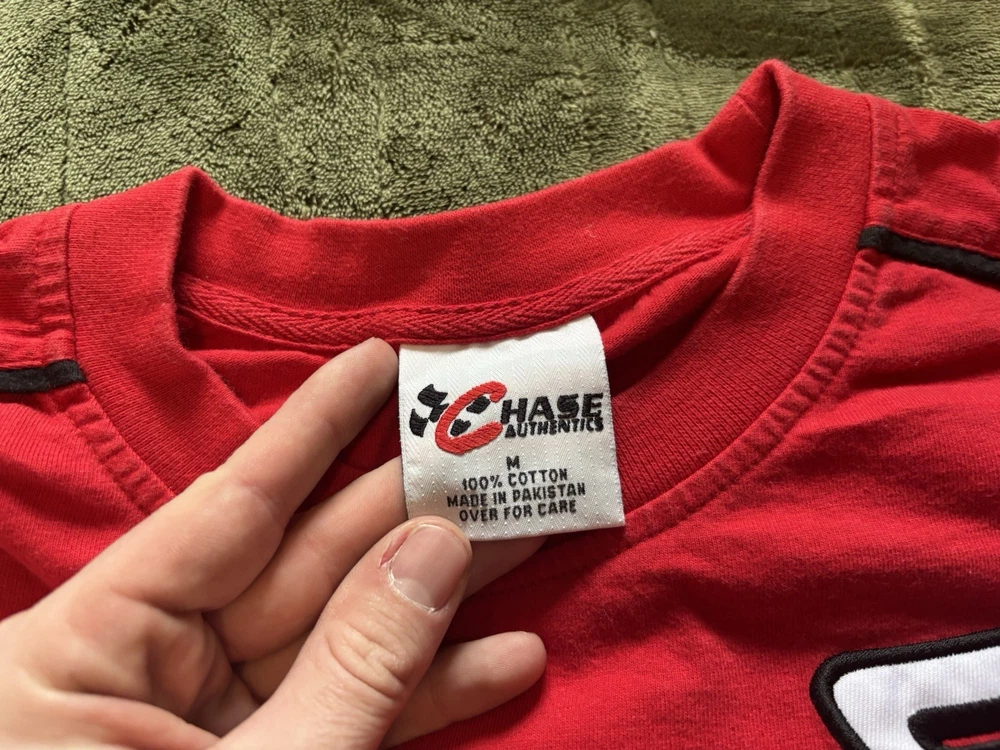 CHASE
AUTHENTICS
M
100% COTTON
MADE IN PAKISTAN
OVER FOR CARE